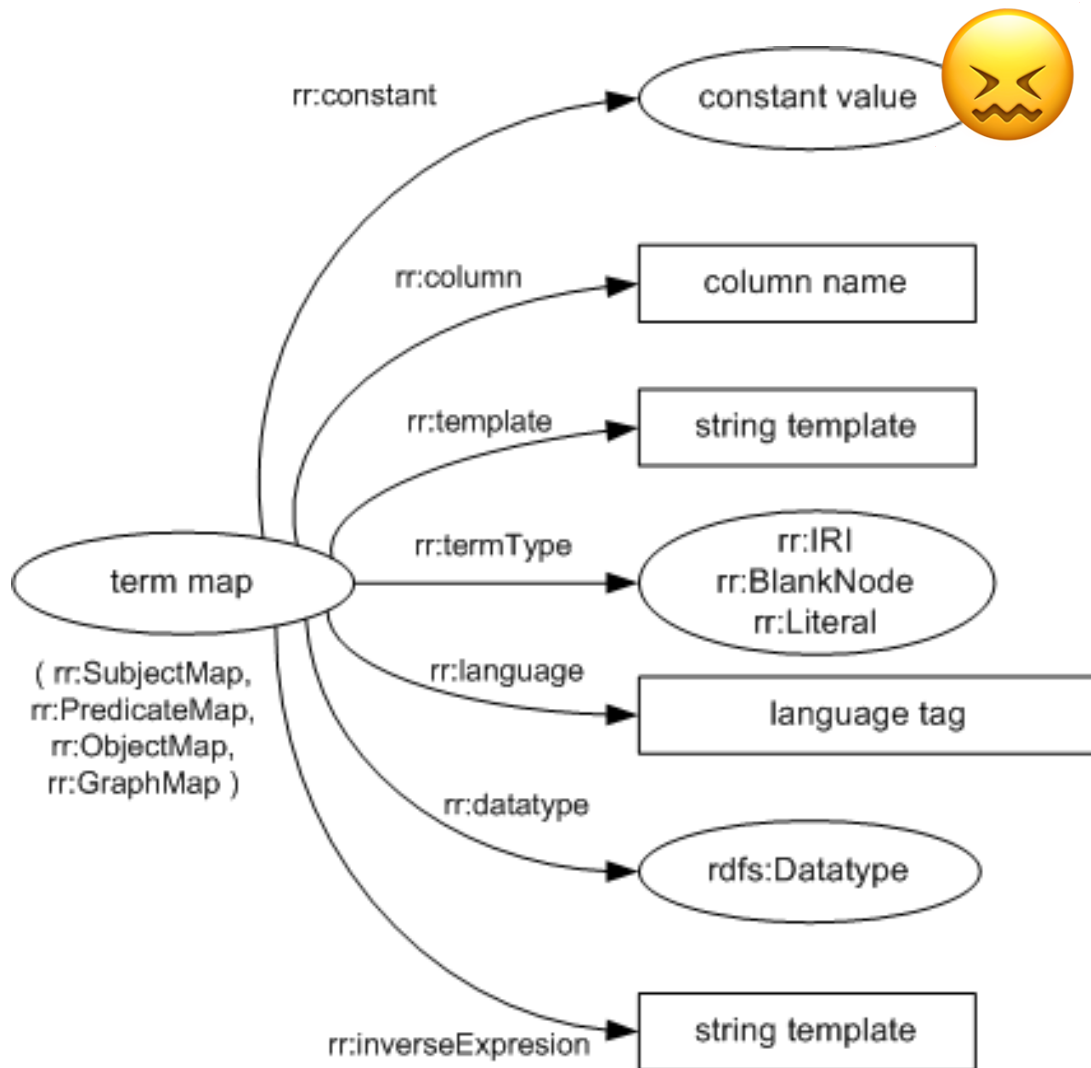 rr:constant
constant value
rr:column
column name
rr:template
string template
rr:termType
rr:IRI
rr:BlankNode
rr:Literal
term map
( rr:SubjectMap,
rr:PredicateMap,
rr:ObjectMap,
rr:GraphMap )
rr:language
language tag
rr:datatype
rdfs:Datatype
rr:inverseExpresion
string template